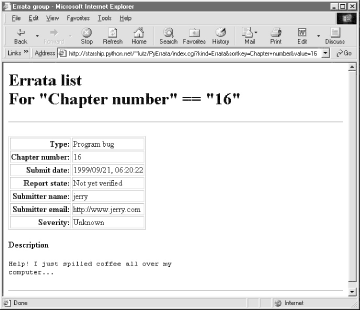 Errata group - Microsoft Internet Explorer
File Edit View Favorites Tools Help
Back Stop Refresh Home Search Favorites History Mail Print Edit Discuss
Links » Address http://starship.python.net/~lutz/PyErrata/index.cgi?kind=Errata&sortkey=Chapter+number&value=16 Go
Errata list
For "Chapter number" == "16"
Type: Program bug
Chapter number: 16
Submit date: 1999/09/21, 06:20:22
Report state: Not yet verified
Submitter name: jerry
Submitter email: http://www.jerry.com
Severity: Unknown
Description
Help! I just spilled coffee all over my
computer...
Done Internet